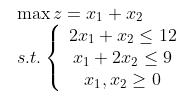 max z = x₁ + x₂
s.t. { 2x₁ + x₂ ≤ 12
x₁ + 2x₂ ≤ 9
x₁, x₂ ≥ 0